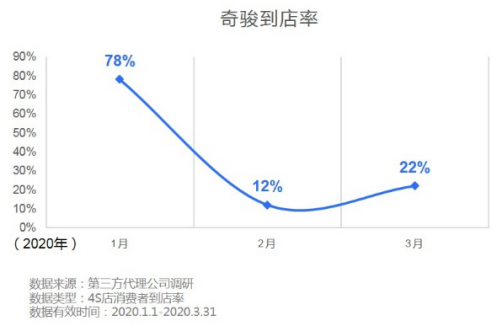 奇骏到店率
90%
80%
70%
60%
50%
40%
30%
20%
10%
0%
78%
12%
22%
（2020年） 1月 2月 3月
数据来源：第三方代理公司调研
数据类型：4S店消费者到店率
数据有效时间：2020.1.1-2020.3.31